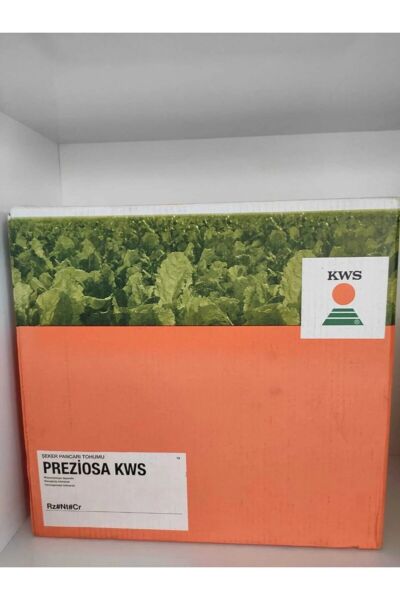 KWS
ŞEKER PANCARI TOHUMU
PREZİOSA KWS
Rz#Nt#Cr